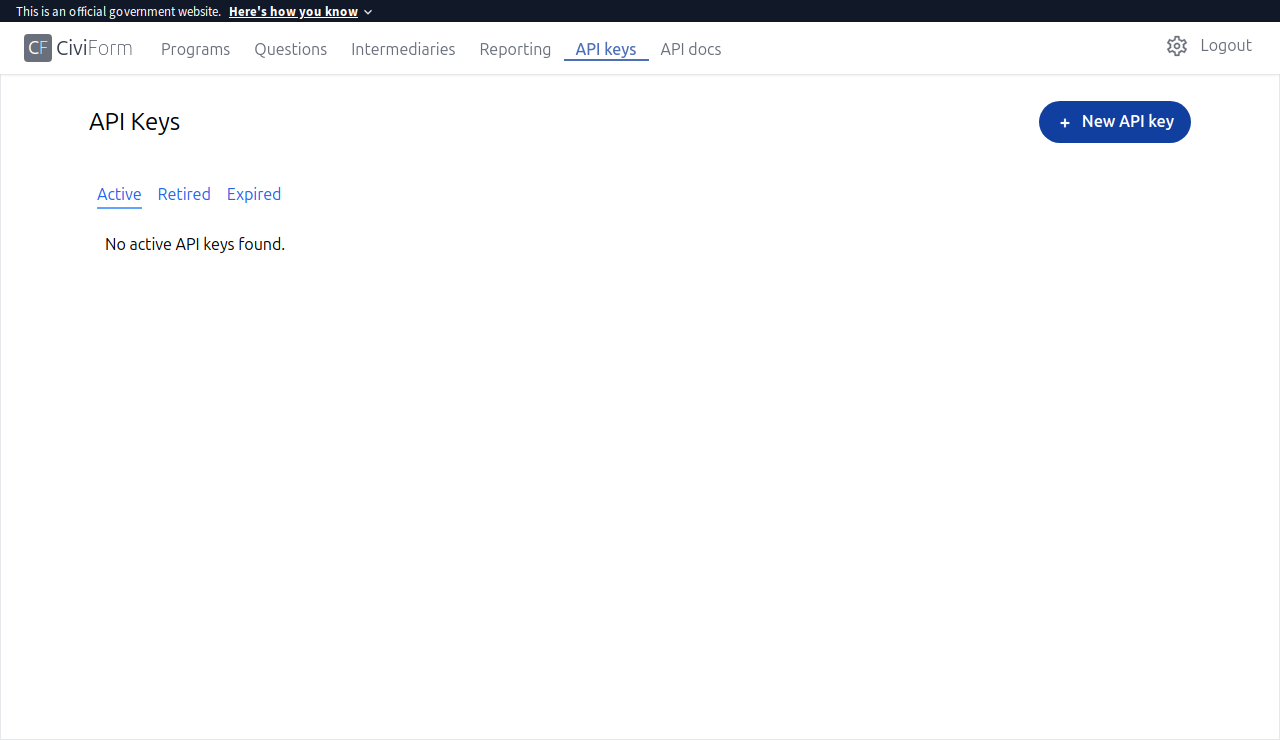 This is an official government website. Here's how you know
CF CiviForm Programs Questions Intermediaries Reporting API keys API docs Logout
API Keys + New API key
Active Retired Expired
No active API keys found.